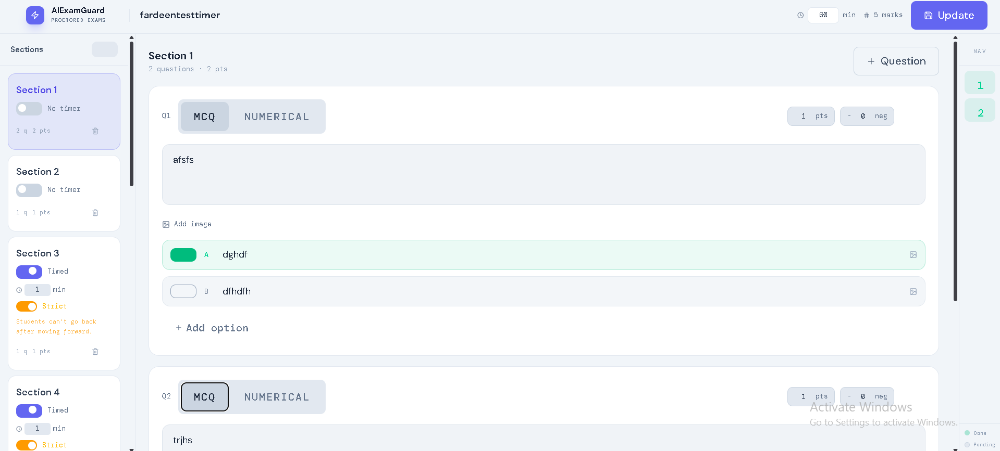 AIExamGuard
PROCTORED EXAMS
fardeentesttimer
60 min # 5 marks
Update
Sections
Section 1
No timer
2 q 2 pts
Section 2
No timer
1 q 1 pts
Section 3
Timed
1 min
Strict
Students can't go back
after moving forward.
1 q 1 pts
Section 4
Timed
1 min
Strict
Section 1
2 questions · 2 pts
+ Question
Q1 MCQ NUMERICAL
1 pts - 0 neg
afsfs
Add image
A dghdf
B dfhdfh
+ Add option
Q2 MCQ NUMERICAL
1 pts - 0 neg
trjhs
NAV
1
2
Activate Windows
Go to Settings to activate Windows.
Done
Pending